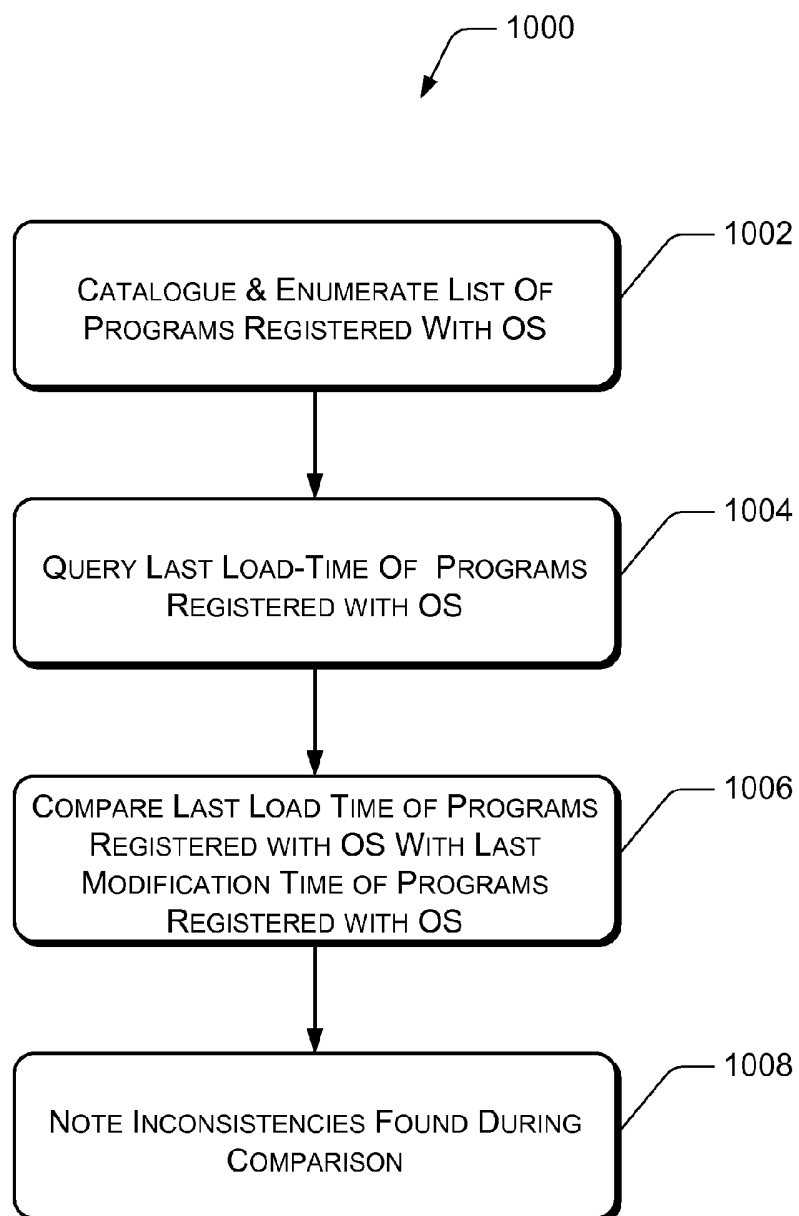 1000
1002
CATALOGUE & ENUMERATE LIST OF
PROGRAMS REGISTERED WITH OS
1004
QUERY LAST LOAD-TIME OF PROGRAMS
REGISTERED WITH OS
1006
COMPARE LAST LOAD TIME OF PROGRAMS
REGISTERED WITH OS WITH LAST
MODIFICATION TIME OF PROGRAMS
REGISTERED WITH OS
1008
NOTE INCONSISTENCIES FOUND DURING
COMPARISON